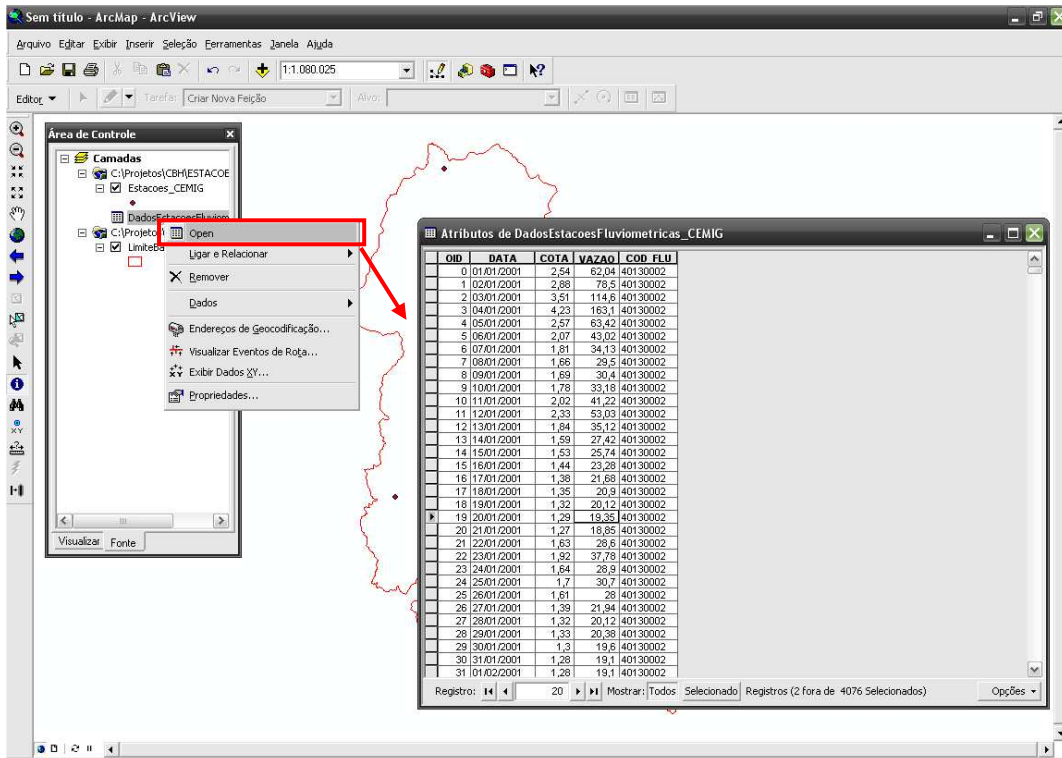 Sem título - ArcMap - ArcView
Arquivo Editar Exibir Inserir Seleção Ferramentas Janela Ajuda
1:1.080.025
Editor Tarefa: Criar Nova Feição Alvo:
Área de Controle
Camadas
C:\Projetos\CBH\ESTACOE
Estacoes_CEMIG
DadosEstacoesFluviom
C:\Projetos\
LimiteBa
Open
Ligar e Relacionar
Remover
Dados
Endereços de Geocodificação...
Visualizar Eventos de Rota...
Exibir Dados XY...
Propriedades...
Visualizar Fonte
Atributos de DadosEstacoesFluviometricas_CEMIG
OID DATA COTA VAZAO COD_FLU
0 01/01/2001 2,54 62,04 40130002
1 02/01/2001 2,88 78,5 40130002
2 03/01/2001 3,51 114,6 40130002
3 04/01/2001 4,23 163,1 40130002
4 05/01/2001 2,57 63,42 40130002
5 06/01/2001 2,07 43,02 40130002
6 07/01/2001 1,81 34,13 40130002
7 08/01/2001 1,66 29,5 40130002
8 09/01/2001 1,69 30,4 40130002
9 10/01/2001 1,78 33,18 40130002
10 11/01/2001 2,02 41,22 40130002
11 12/01/2001 2,33 53,03 40130002
12 13/01/2001 1,84 35,12 40130002
13 14/01/2001 1,59 27,42 40130002
14 15/01/2001 1,53 25,74 40130002
15 16/01/2001 1,44 23,28 40130002
16 17/01/2001 1,38 21,68 40130002
17 18/01/2001 1,35 20,9 40130002
18 19/01/2001 1,32 20,12 40130002
19 20/01/2001 1,29 19,35 40130002
20 21/01/2001 1,27 18,85 40130002
21 22/01/2001 1,63 28,6 40130002
22 23/01/2001 1,92 37,78 40130002
23 24/01/2001 1,64 28,9 40130002
24 25/01/2001 1,7 30,7 40130002
25 26/01/2001 1,61 28 40130002
26 27/01/2001 1,39 21,94 40130002
27 28/01/2001 1,32 20,12 40130002
28 29/01/2001 1,33 20,38 40130002
29 30/01/2001 1,3 19,6 40130002
30 31/01/2001 1,28 19,1 40130002
31 01/02/2001 1,28 19,1 40130002
Registro: 20 Mostrar: Todos Selecionado Registros (2 fora de 4076 Selecionados) Opções